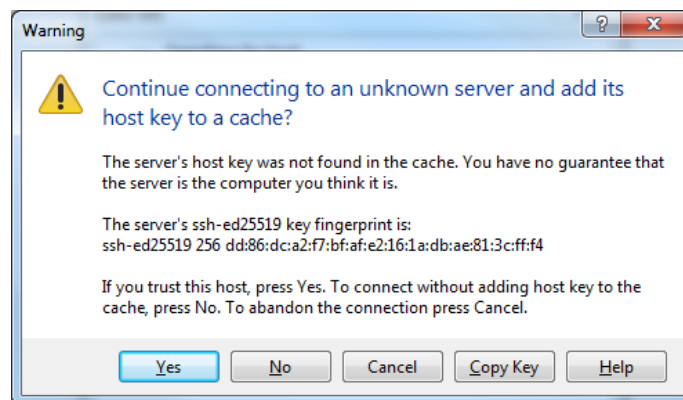 Warning
?
Continue connecting to an unknown server and add its
host key to a cache?
The server's host key was not found in the cache. You have no guarantee that
the server is the computer you think it is.
The server's ssh-ed25519 key fingerprint is:
ssh-ed25519 256 dd:86:dc:a2:f7:bf:af:e2:16:1a:db:ae:81:3c:ff:f4
If you trust this host, press Yes. To connect without adding host key to the
cache, press No. To abandon the connection press Cancel.
Yes No Cancel Copy Key Help